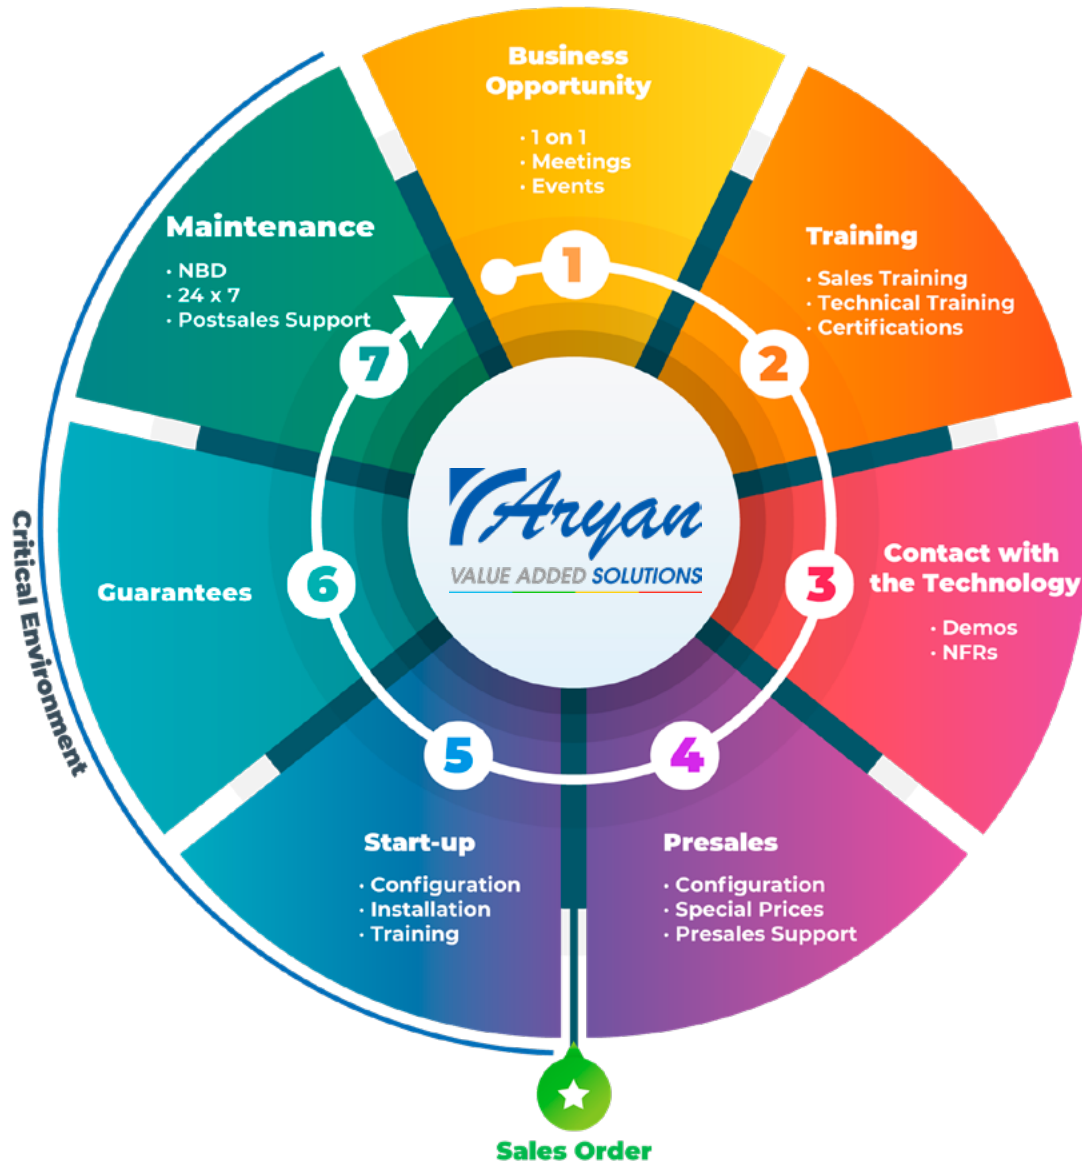 Business
Opportunity
· 1 on 1
· Meetings
· Events
1
Training
· Sales Training
· Technical Training
· Certifications
2
Contact with
the Technology
· Demos
· NFRs
3
Presales
· Configuration
· Special Prices
· Presales Support
4
Start-up
· Configuration
· Installation
· Training
5
Guarantees
6
Maintenance
· NBD
· 24 x 7
· Postsales Support
7
Aryan
VALUE ADDED SOLUTIONS
Critical Environment
Sales Order